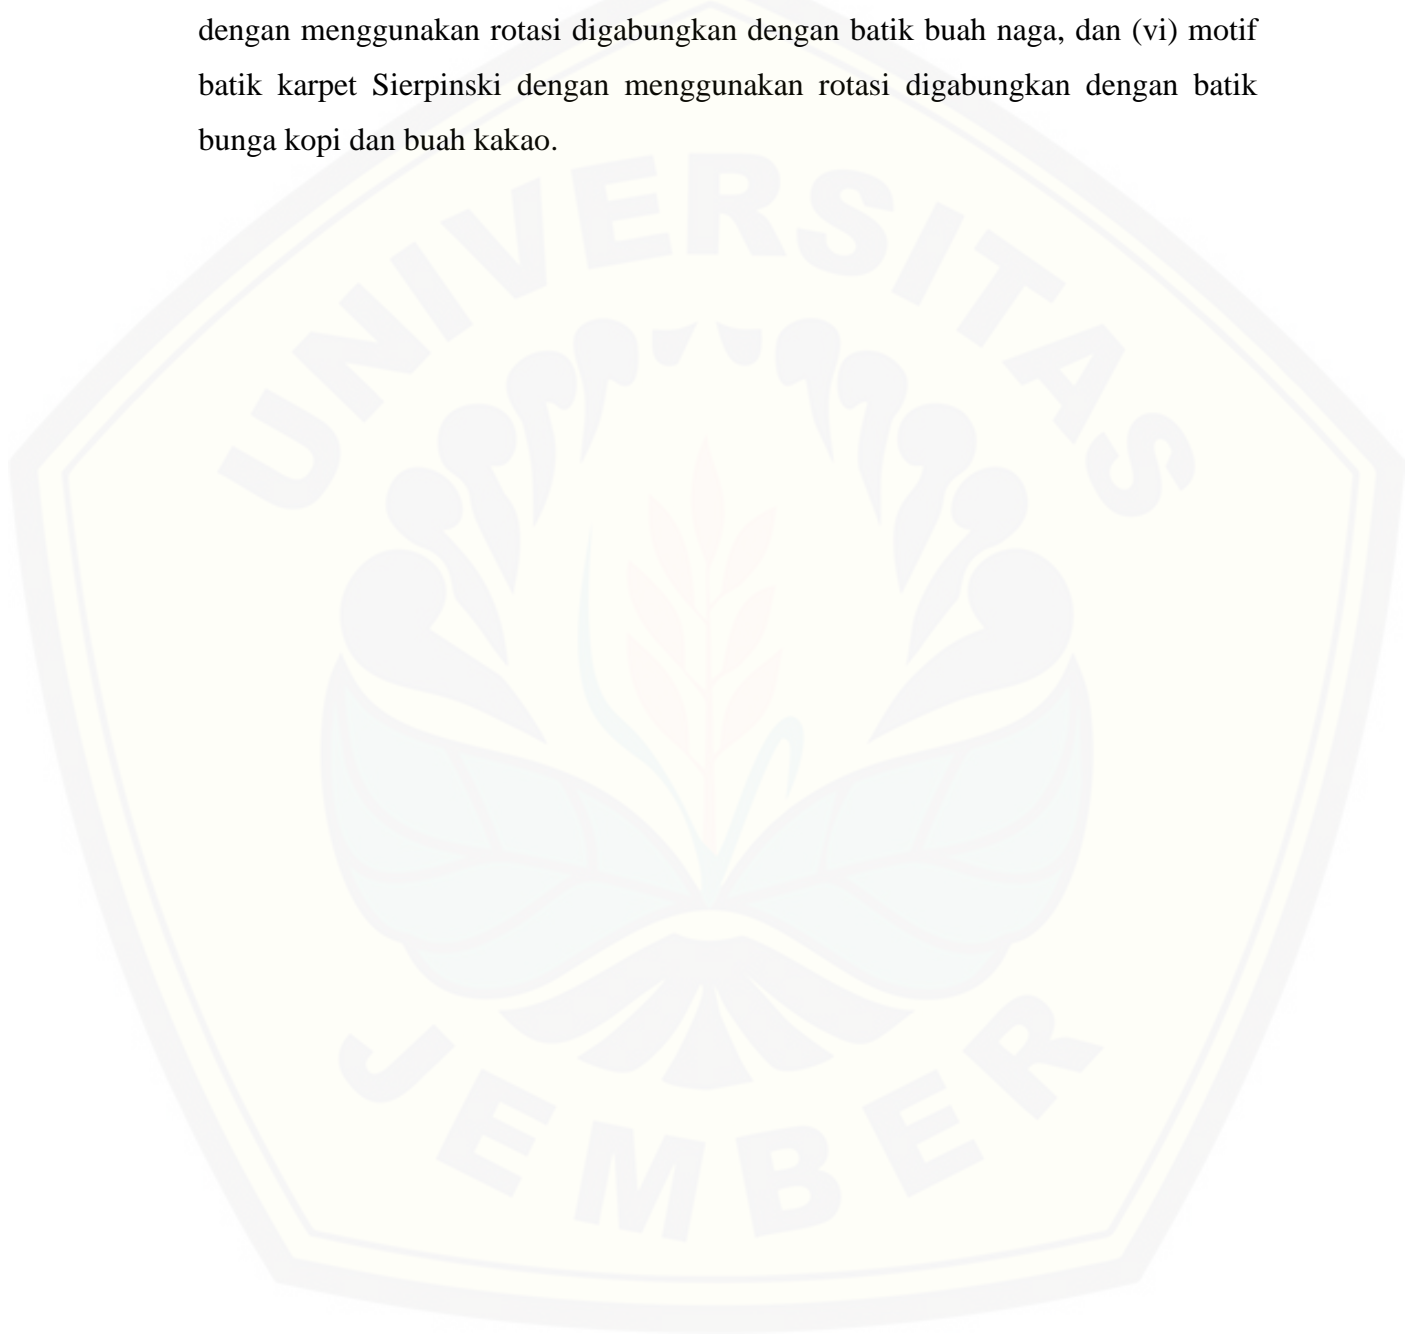 dengan menggunakan rotasi digabungkan dengan batik buah naga, dan (vi) motif
batik karpet Sierpinski dengan menggunakan rotasi digabungkan dengan batik
bunga kopi dan buah kakao.
UNIVERSITAS
JEMBER